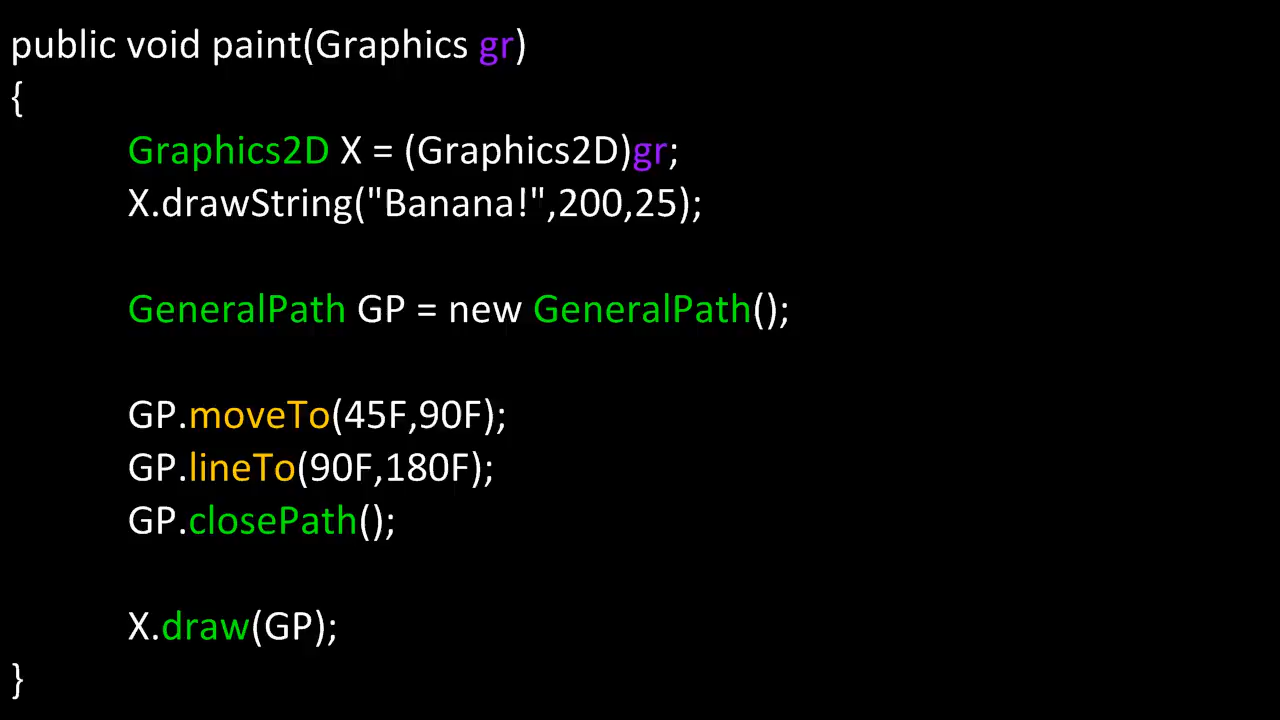 public void paint(Graphics gr)
{
Graphics2D X = (Graphics2D)gr;
X.drawString("Banana!",200,25);
GeneralPath GP = new GeneralPath();
GP.moveTo(45F,90F);
GP.lineTo(90F,180F);
GP.closePath();
X.draw(GP);
}